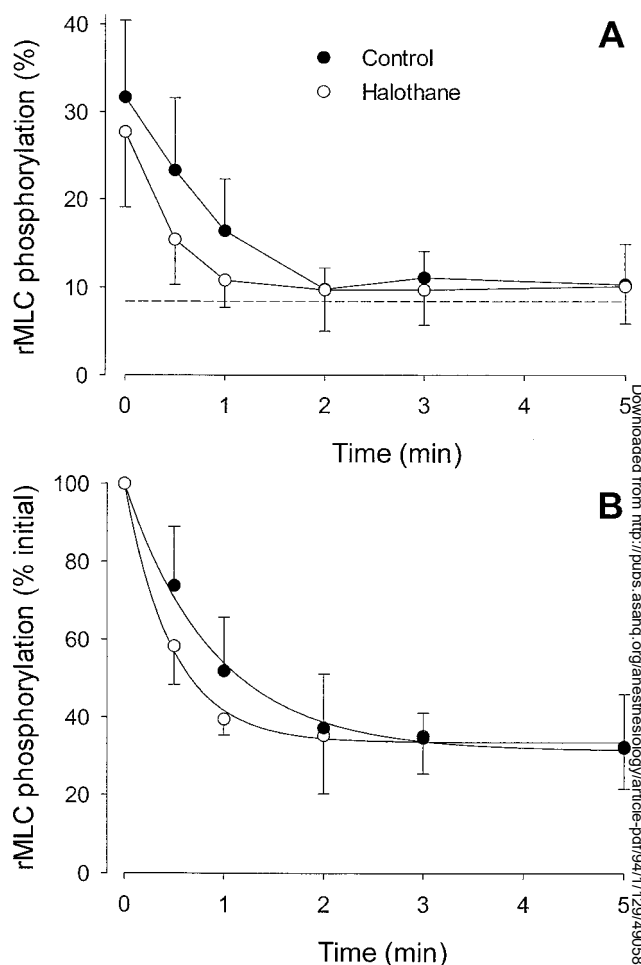 A
Control
Halothane
rMLC phosphorylation (%)
40
30
20
10
0
0 1 2 3 4 5
Time (min)
B
rMLC phosphorylation (% initial)
100
80
60
40
20
0
0 1 2 3 4 5
Time (min)
Downloaded from http://pubs.asahq.org/anesthesiology/article-pdf/94/1/129/49058